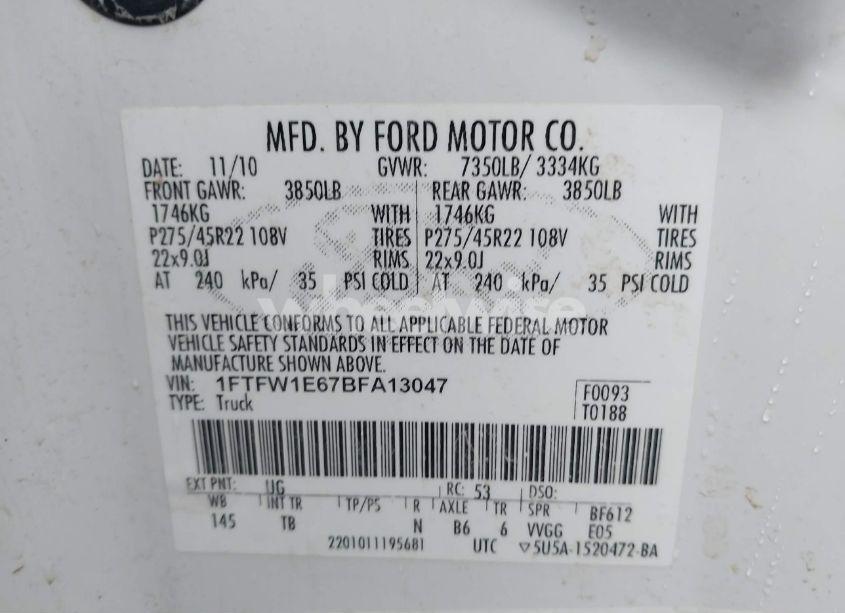 MFD. BY FORD MOTOR CO.
DATE: 11/10 GVWR: 7350LB/ 3334KG
FRONT GAWR: 3850LB REAR GAWR: 3850LB
1746KG WITH 1746KG WITH
P275/45R22 108V TIRES P275/45R22 108V TIRES
22x9.0J RIMS 22x9.0J RIMS
AT 240 kPa/ 35 PSI COLD AT 240 kPa/ 35 PSI COLD
THIS VEHICLE CONFORMS TO ALL APPLICABLE FEDERAL MOTOR
VEHICLE SAFETY STANDARDS IN EFFECT ON THE DATE OF
MANUFACTURE SHOWN ABOVE.
VIN: 1FTFW1E67BFA13047
TYPE: Truck
F0093
T0188
EXT PNT: UG RC: 53 DSO:
WB INT TR TP/PS R AXLE TR SPR BF612
145 TB N B6 6 VVGG E05
2201011195681 UTC ▽5U5A-1520472-BA